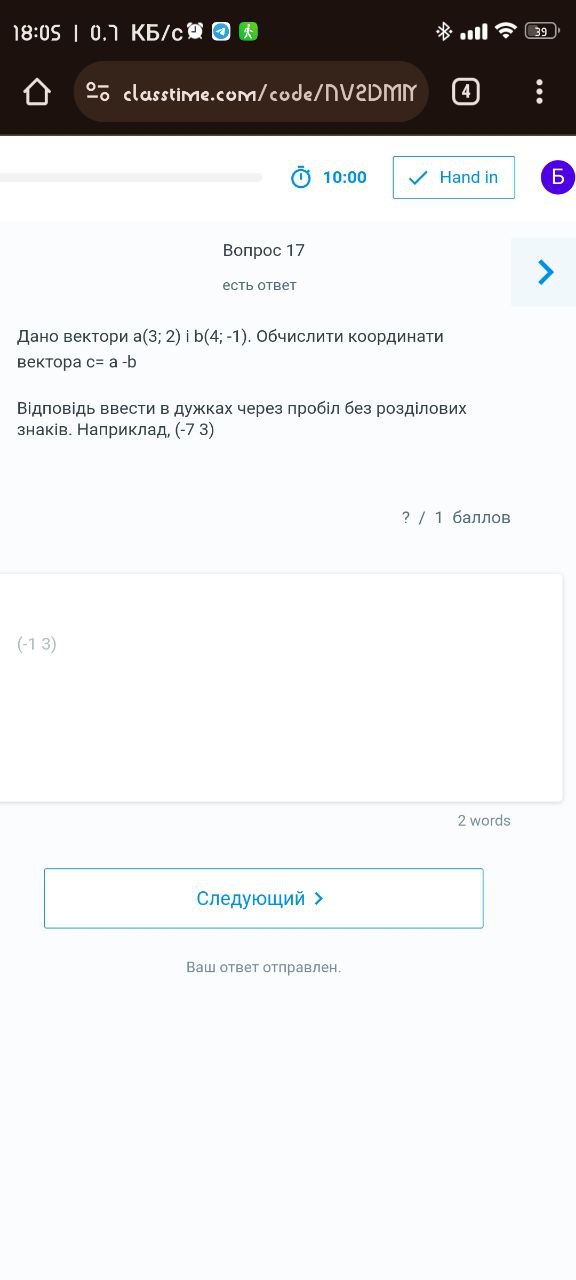 18:05 | 0.7 КБ/с
39
classtime.com/code/NV2DMM
4
10:00
Hand in
Б
Вопрос 17
есть ответ
Дано вектори a(3; 2) і b(4; -1). Обчислити координати
вектора c= a -b
Відповідь ввести в дужках через пробіл без розділових
знаків. Наприклад, (-7 3)
? / 1 баллов
(-1 3)
2 words
Следующий
Ваш ответ отправлен.